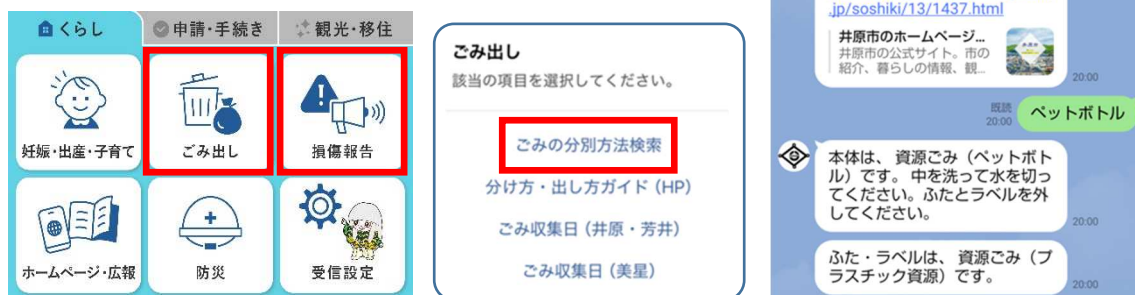 くらし
申請・手続き
観光・移住
妊娠・出産・子育て
ごみ出し
損傷報告
ホームページ・広報
防災
受信設定
ごみ出し
該当の項目を選択してください。
ごみの分別方法検索
分け方・出し方ガイド（HP）
ごみ収集日（井原・芳井）
ごみ収集日（美星）
.jp/soshiki/13/1437.html
井原市のホームページ...
井原市の公式サイト。市の
紹介、暮らしの情報、観...
20:00
既読
20:00
ペットボトル
本体は、資源ごみ（ペットボト
ル）です。中を洗って水を切っ
てください。ふたとラベルを外
してください。
20:00
ふた・ラベルは、資源ごみ（プ
ラスチック資源）です。
20:00